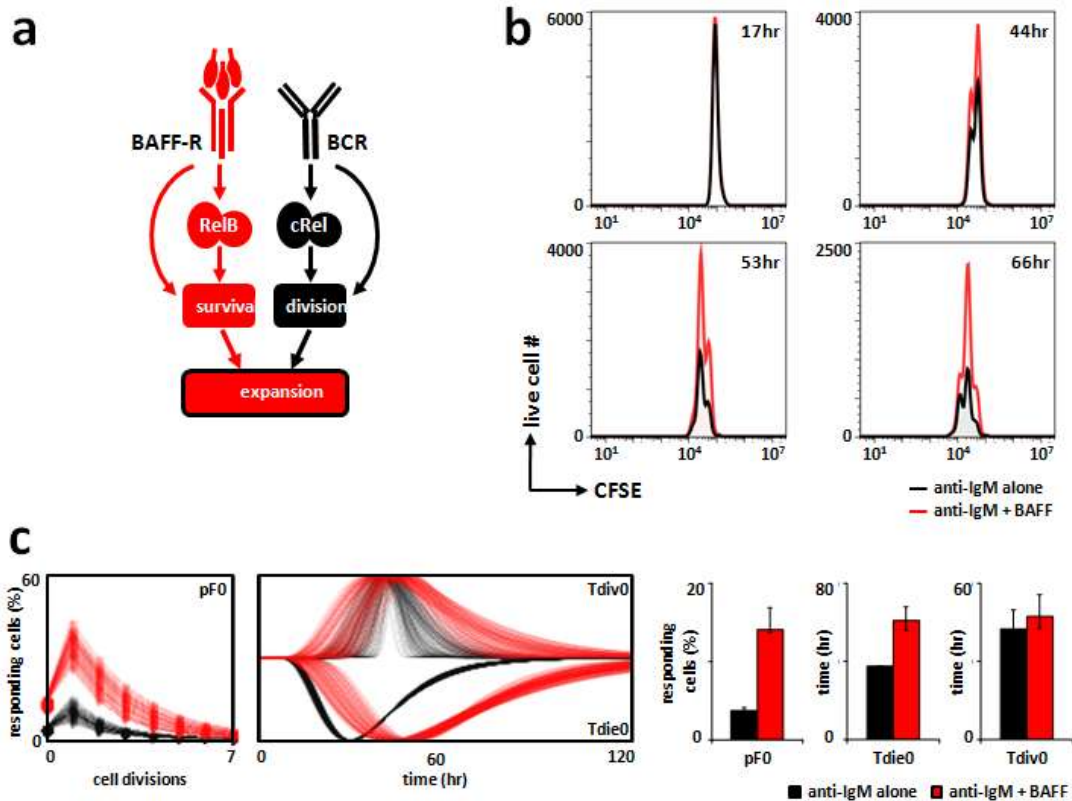 a
BAFF-R
BCR
RelB
cRel
surviva
division
expansion
b
6000
17hr
0
10¹ 10⁴ 10⁷
4000
44hr
0
10¹ 10⁴ 10⁷
4000
53hr
0
10¹ 10⁴ 10⁷
2500
66hr
0
10¹ 10⁴ 10⁷
live cell #
CFSE
anti-IgM alone
anti-IgM + BAFF
c
responding cells (%)
60
pF0
0
0 7
cell divisions
Tdiv0
Tdie0
0 60 120
time (hr)
responding
cells (%)
20
10
0
pF0
time (hr)
80
0
Tdie0
time (hr)
60
0
Tdiv0
anti-IgM alone anti-IgM + BAFF